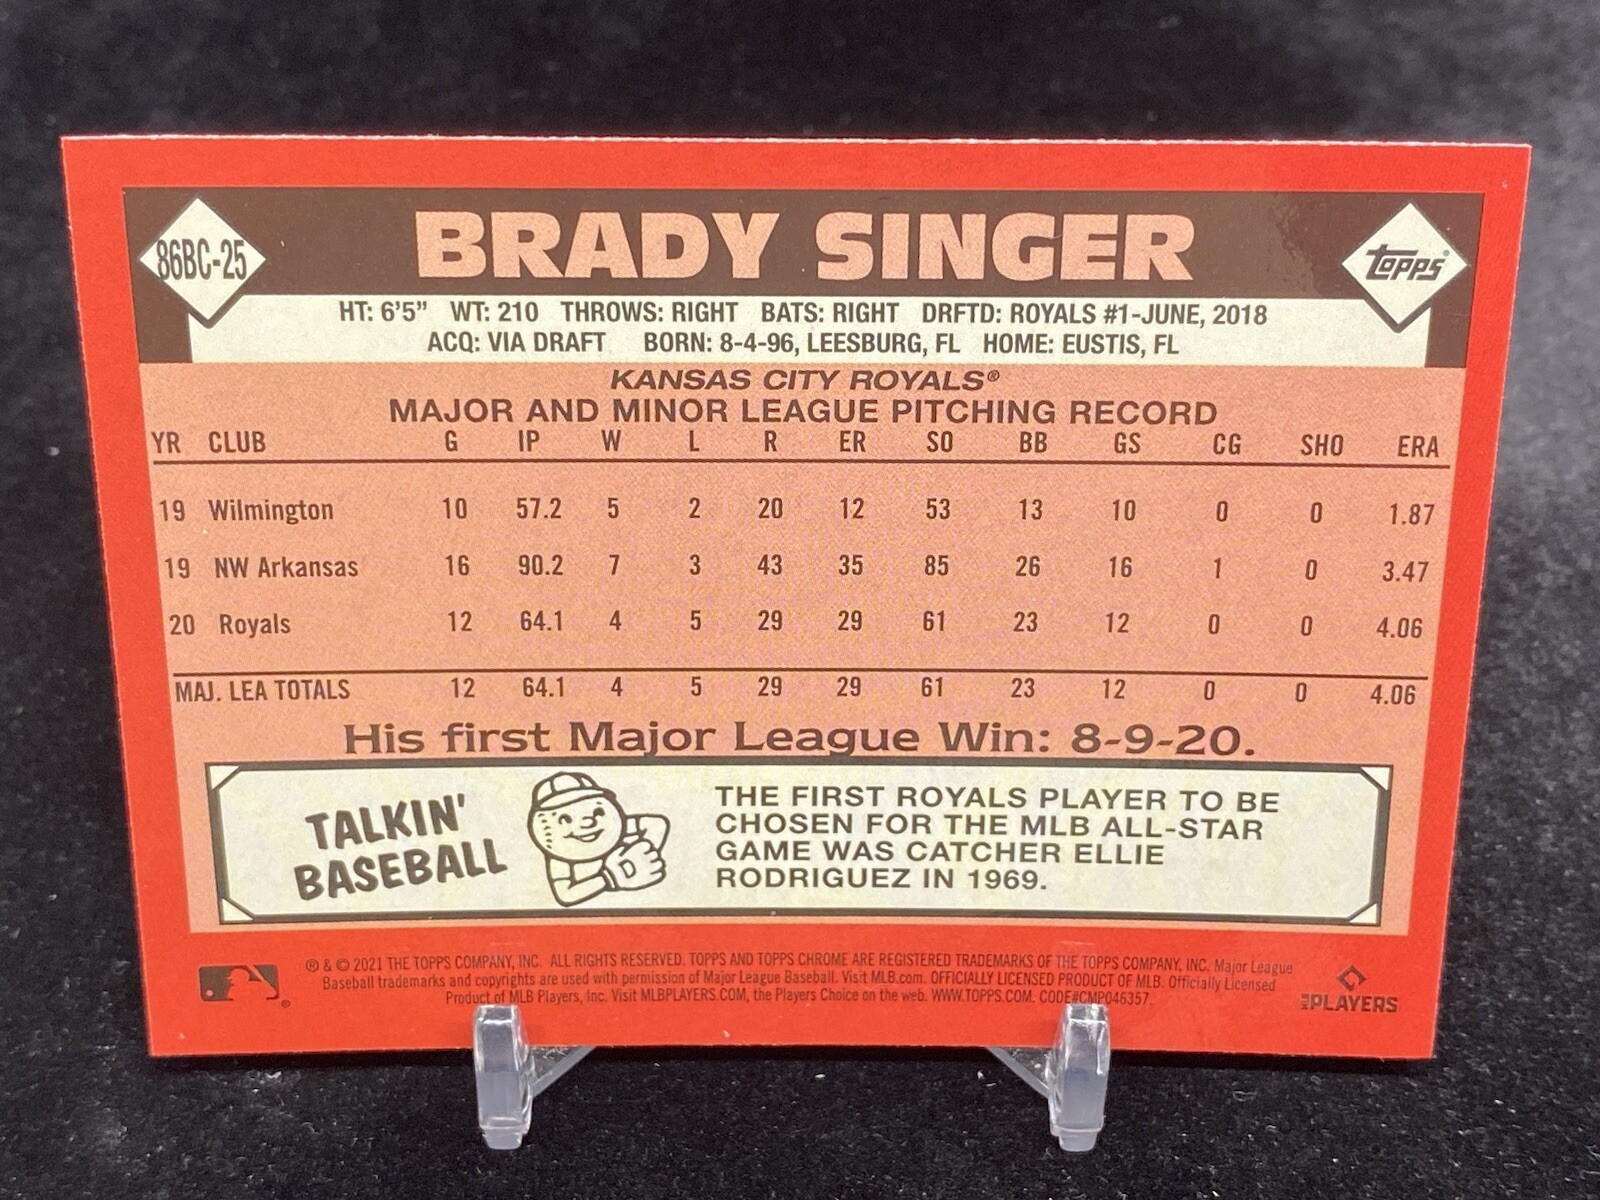 86BC-25 BRADY SINGER Topps®
HT: 6'5" WT: 210 THROWS: RIGHT BATS: RIGHT DRFTD: ROYALS #1-JUNE, 2018
ACQ: VIA DRAFT BORN: 8-4-96, LEESBURG, FL HOME: EUSTIS, FL
KANSAS CITY ROYALS®
MAJOR AND MINOR LEAGUE PITCHING RECORD
YR CLUB G IP W L R ER SO BB GS CG SHO ERA
19 Wilmington 10 57.2 5 2 20 12 53 13 10 0 0 1.87
19 NW Arkansas 16 90.2 7 3 43 35 85 26 16 1 0 3.47
20 Royals 12 64.1 4 5 29 29 61 23 12 0 0 4.06
MAJ. LEA TOTALS 12 64.1 4 5 29 29 61 23 12 0 0 4.06
His first Major League Win: 8-9-20.
TALKIN'
BASEBALL
D
THE FIRST ROYALS PLAYER TO BE
CHOSEN FOR THE MLB ALL-STAR
GAME WAS CATCHER ELLIE
RODRIGUEZ IN 1969.
® & © 2021 THE TOPPS COMPANY, INC. ALL RIGHTS RESERVED. TOPPS AND TOPPS CHROME ARE REGISTERED TRADEMARKS OF THE TOPPS COMPANY, INC. Major League
Baseball trademarks and copyrights are used with permission of Major League Baseball. Visit MLB.com. OFFICIALLY LICENSED PRODUCT OF MLB. Officially Licensed
Product of MLB Players, Inc. Visit MLBPLAYERS.COM, the Players Choice on the web. WWW.TOPPS.COM. CODE#CMP046357.
MLB PLAYERS